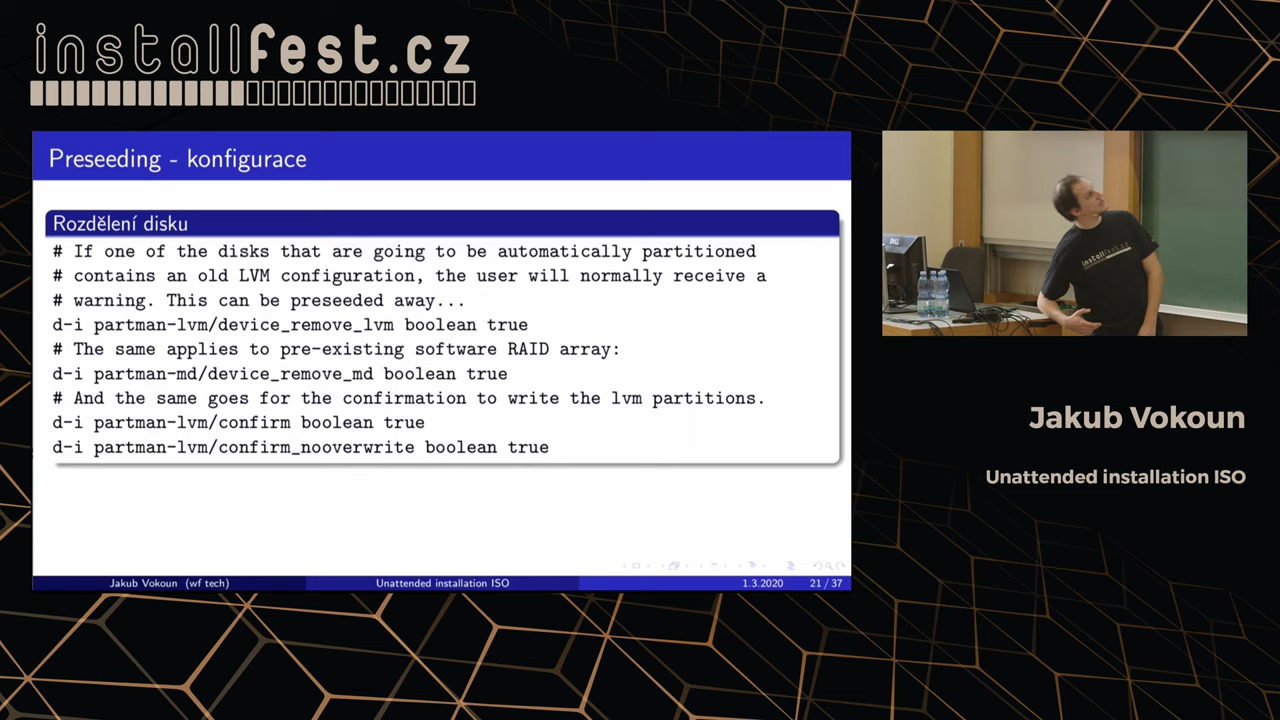 installfest.cz
Preseeding - konfigurace
Rozdělení disku
# If one of the disks that are going to be automatically partitioned
# contains an old LVM configuration, the user will normally receive a
# warning. This can be preseeded away...
d-i partman-lvm/device_remove_lvm boolean true
# The same applies to pre-existing software RAID array:
d-i partman-md/device_remove_md boolean true
# And the same goes for the confirmation to write the lvm partitions.
d-i partman-lvm/confirm boolean true
d-i partman-lvm/confirm_nooverwrite boolean true
Jakub Vokoun (wf tech)
Unattended installation ISO
1.3.2020
21 / 37
installfest.cz
Jakub Vokoun
Unattended installation ISO